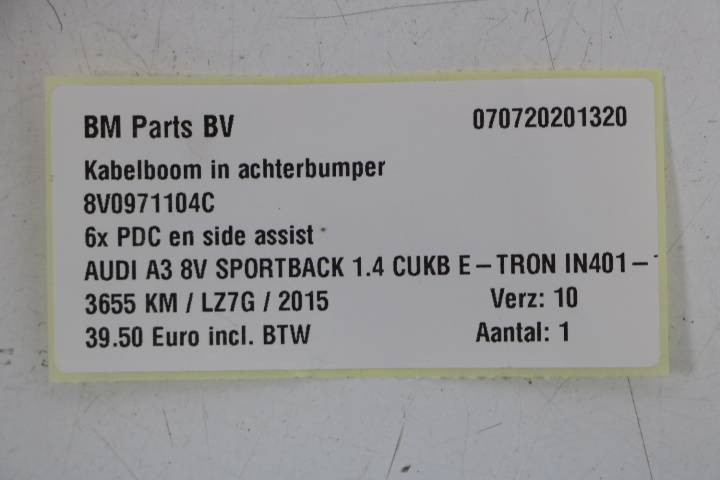 BM Parts BV 070720201320
Kabelboom in achterbumper
8V0971104C
6x PDC en side assist
AUDI A3 8V SPORTBACK 1.4 CUKB E-TRON IN401-
3655 KM / LZ7G / 2015 Verz: 10
39.50 Euro incl. BTW Aantal: 1